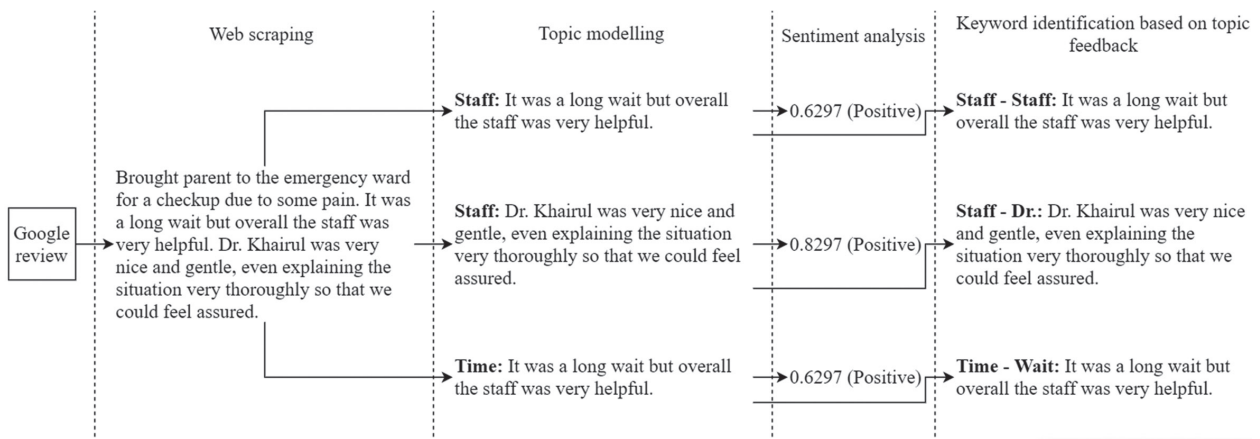 Web scraping
Topic modelling
Sentiment analysis
Keyword identification based on topic
feedback
Google
review
Brought parent to the emergency ward
for a checkup due to some pain. It was
a long wait but overall the staff was
very helpful. Dr. Khairul was very
nice and gentle, even explaining the
situation very thoroughly so that we
could feel assured.
Staff: It was a long wait but overall
the staff was very helpful.
0.6297 (Positive)
Staff - Staff: It was a long wait but
overall the staff was very helpful.
Staff: Dr. Khairul was very nice and
gentle, even explaining the situation
very thoroughly so that we could feel
assured.
0.8297 (Positive)
Staff - Dr.: Dr. Khairul was very nice
and gentle, even explaining the
situation very thoroughly so that we
could feel assured.
Time: It was a long wait but overall
the staff was very helpful.
0.6297 (Positive)
Time - Wait: It was a long wait but
overall the staff was very helpful.